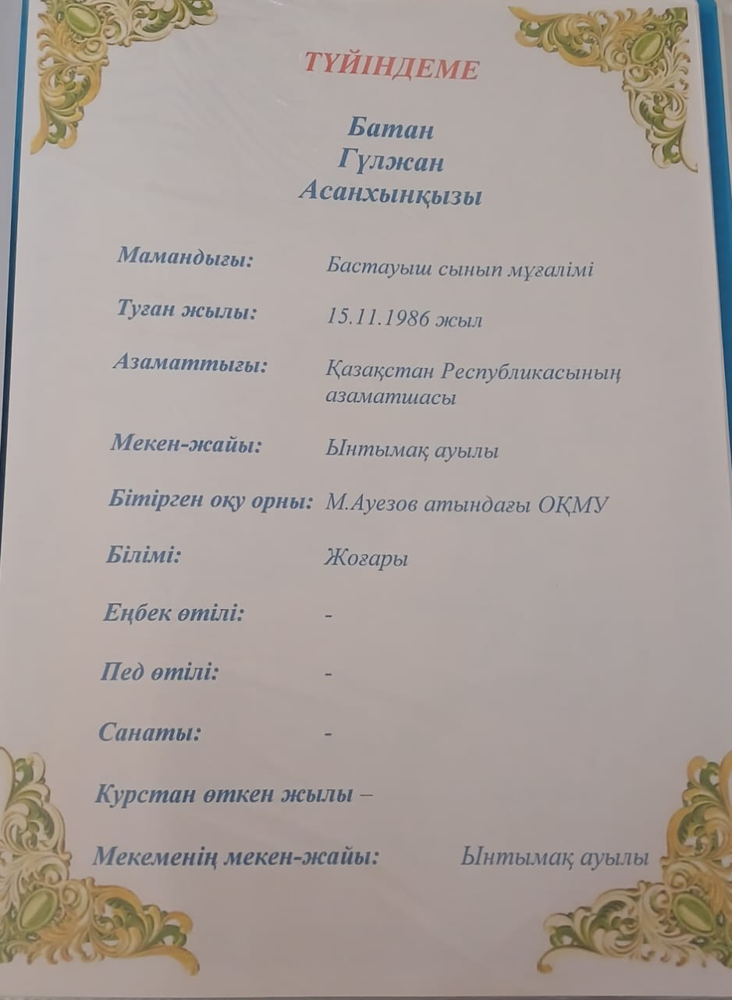 ТҮЙІНДЕМЕ
Батан
Гүлжан
Асанхынқызы
Мамандығы: Бастауыш сынып мұғалімі
Туған жылы: 15.11.1986 жыл
Азаматтығы: Қазақстан Республикасының
азаматшасы
Мекен-жайы: Ынтымақ ауылы
Бітірген оқу орны: М.Ауезов атындағы ОҚМУ
Білімі: Жоғары
Еңбек өтілі: -
Пед өтілі: -
Санаты: -
Курстан өткен жылы –
Мекеменің мекен-жайы: Ынтымақ ауылы